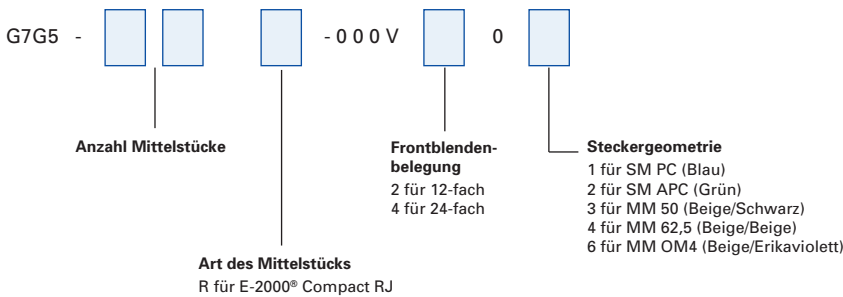 G7G5 - - 0 0 0 V 0
Anzahl Mittelstücke
Frontblenden-
belegung
2 für 12-fach
4 für 24-fach
Steckergeometrie
1 für SM PC (Blau)
2 für SM APC (Grün)
3 für MM 50 (Beige/Schwarz)
4 für MM 62,5 (Beige/Beige)
6 für MM OM4 (Beige/Erikaviolett)
Art des Mittelstücks
R für E-2000® Compact RJ